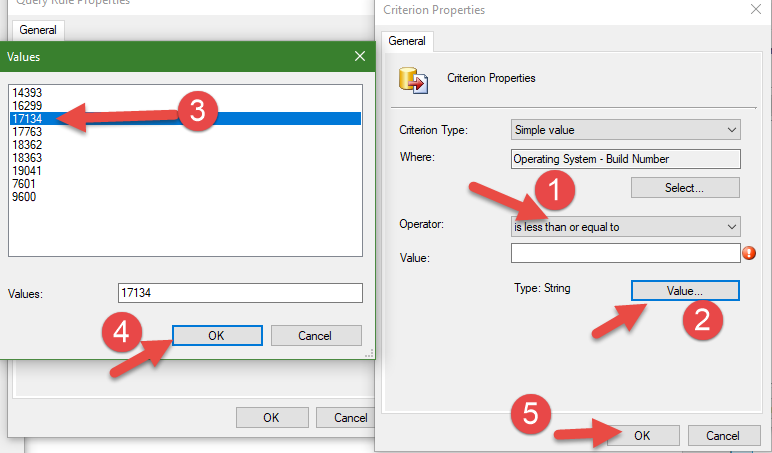 Query Rule Properties
General
Values
14393
16299
17134
17763
18362
18363
19041
7601
9600
3
Values:
17134
4
OK
Cancel
OK
Cancel
Criterion Properties
General
Criterion Properties
Criterion Type:
Simple value
Where:
Operating System - Build Number
1
Select...
Operator:
is less than or equal to
Value:
Type: String
Value...
2
5
OK
Cancel